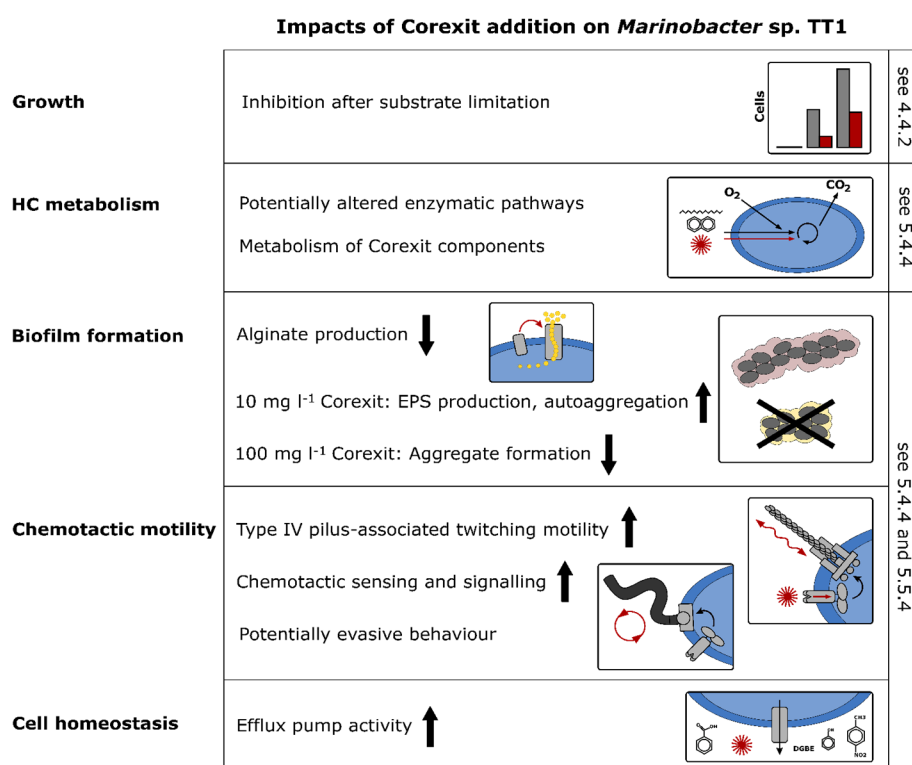 Impacts of Corexit addition on Marinobacter sp. TT1
Growth
Inhibition after substrate limitation
Cells
see 4.4.2
HC metabolism
Potentially altered enzymatic pathways
Metabolism of Corexit components
O2
CO2
see 5.4.4
Biofilm formation
Alginate production
10 mg l-1 Corexit: EPS production, autoaggregation
100 mg l-1 Corexit: Aggregate formation
Chemotactic motility
Type IV pilus-associated twitching motility
Chemotactic sensing and signalling
Potentially evasive behaviour
see 5.4.4 and 5.5.4
Cell homeostasis
Efflux pump activity
O
OH
DGBE
OH
CH3
NO2